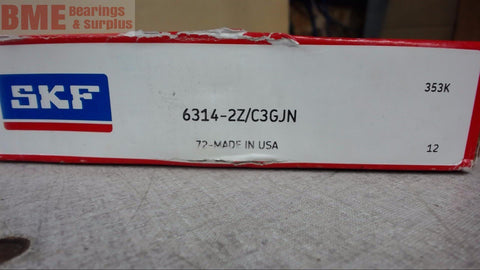 BME Bearings
& Surplus
353K
SKF
6314-2Z/C3GJN
72-MADE IN USA
12